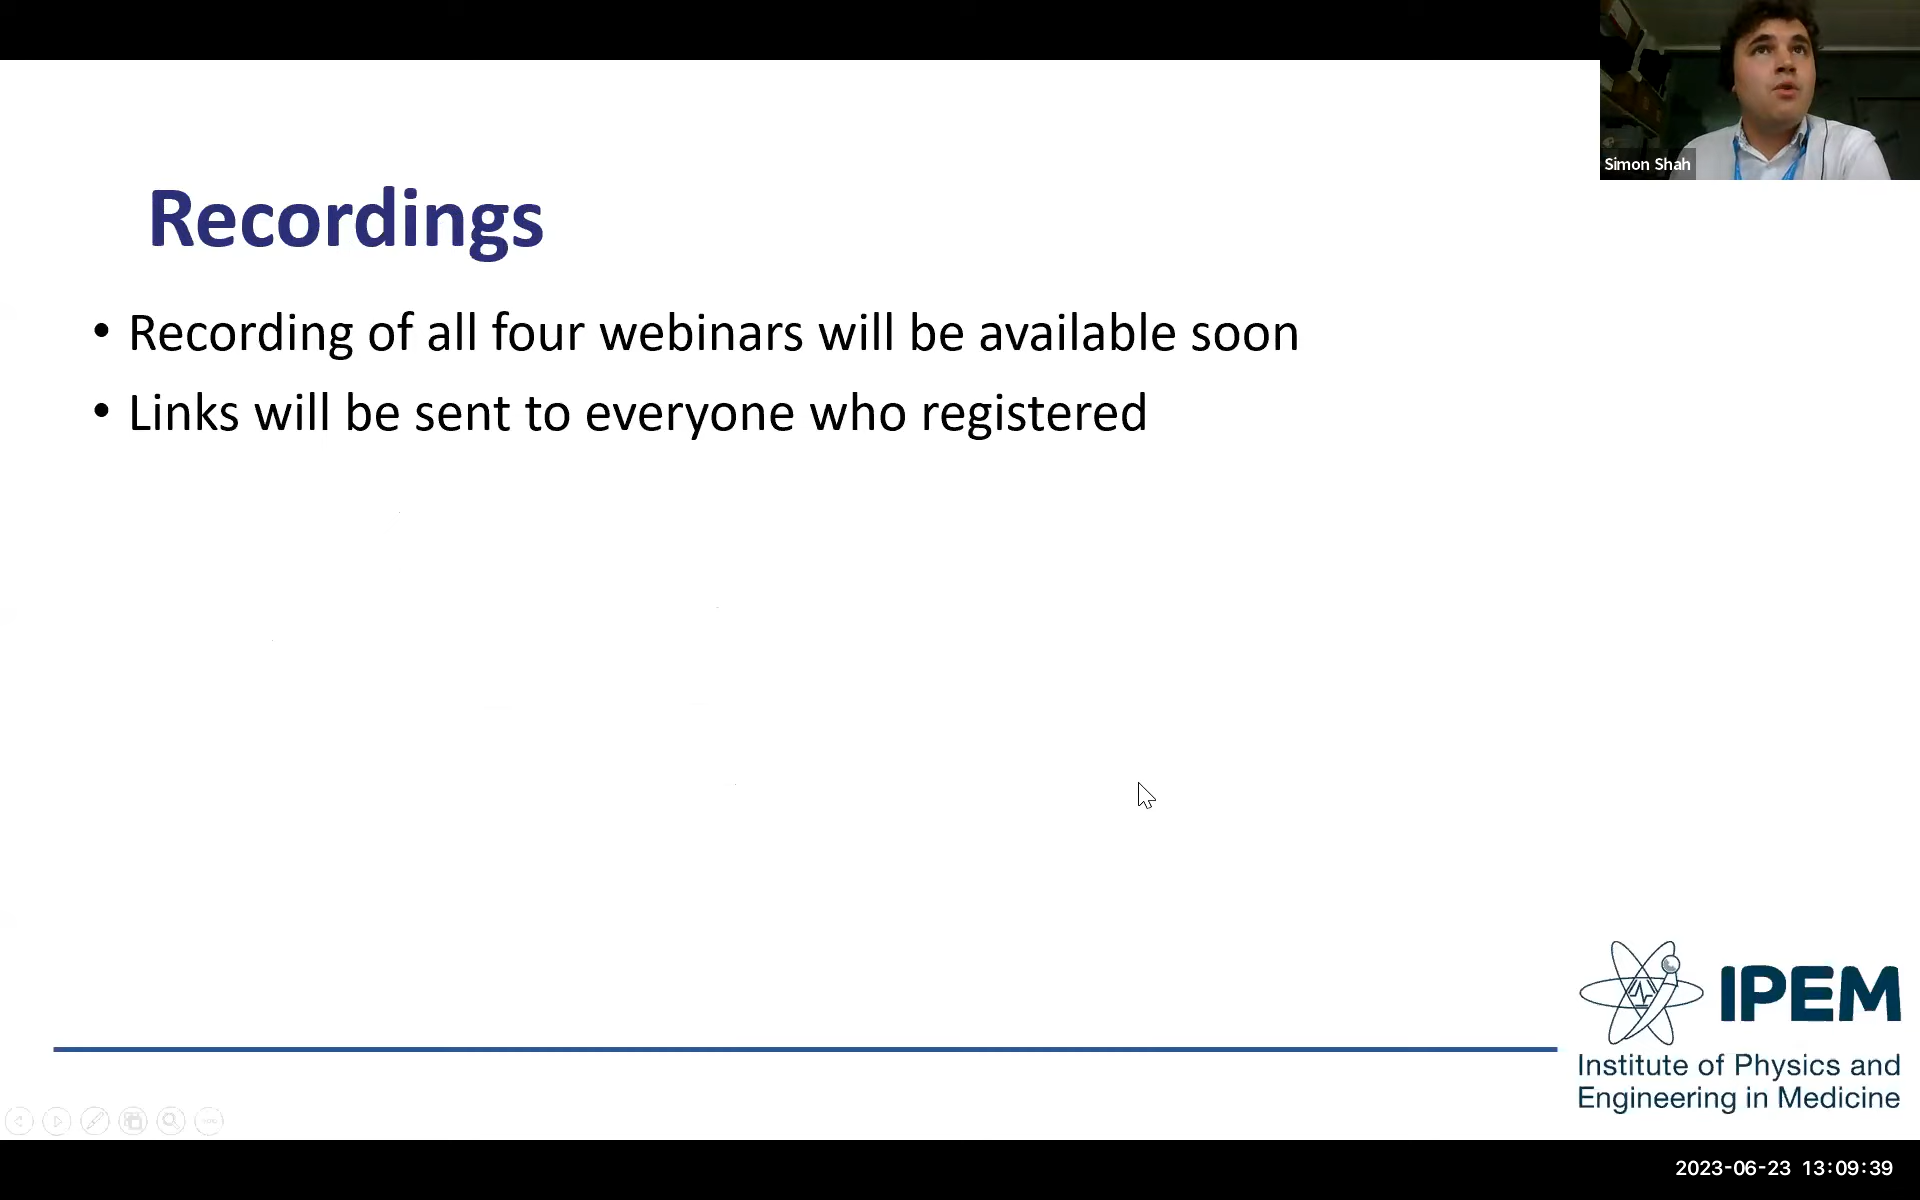 Simon Shah
Recordings
• Recording of all four webinars will be available soon
• Links will be sent to everyone who registered
IPEM
Institute of Physics and
Engineering in Medicine
2023-06-23 13:09:39